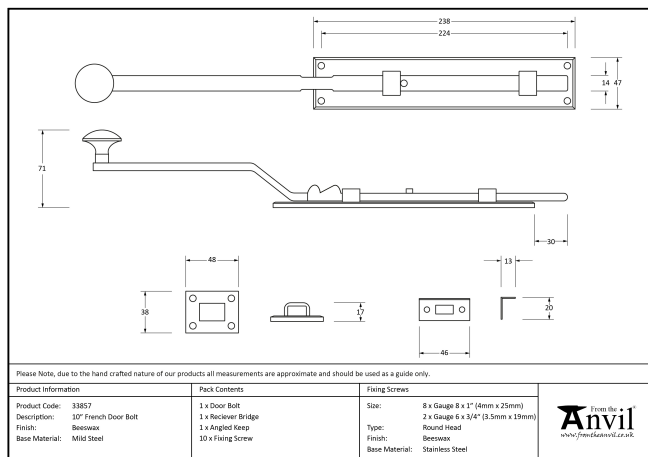 238
224
14
47
71
30
48
13
38
17
20
46
Please Note, due to the hand crafted nature of our products all measurements are approximate and should be used as a guide only.
Product Information
Product Code: 33857
Description: 10" French Door Bolt
Finish: Beeswax
Base Material: Mild Steel
Pack Contents
1 x Door Bolt
1 x Reciever Bridge
1 x Angled Keep
10 x Fixing Screw
Fixing Screws
Size: 8 x Gauge 8 x 1" (4mm x 25mm)
2 x Gauge 6 x 3/4" (3.5mm x 19mm)
Type: Round Head
Finish: Beeswax
Base Material: Stainless Steel
From the
Anvil
www.fromtheanvil.co.uk